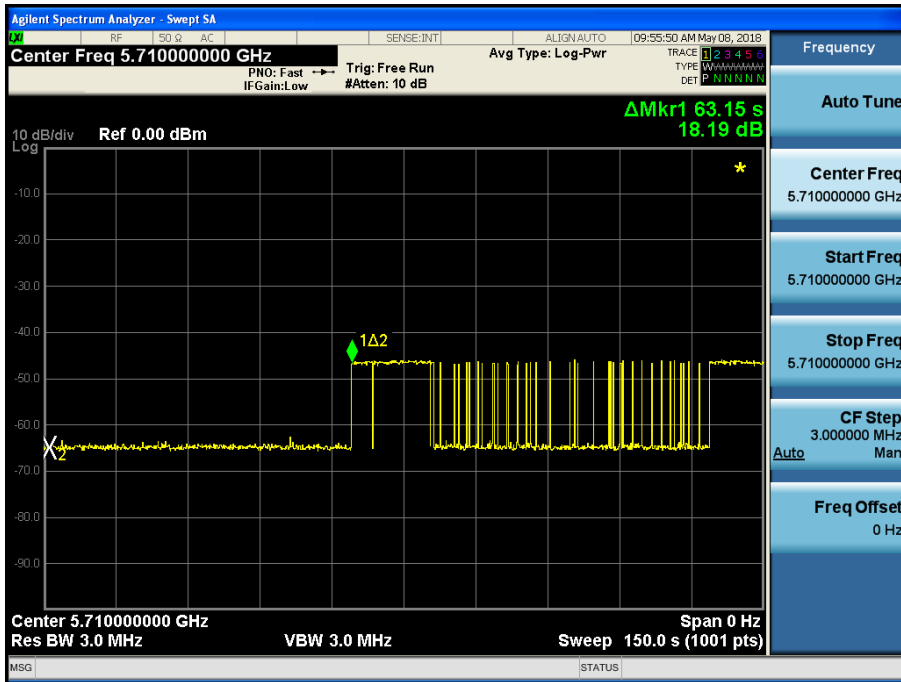 Agilent Spectrum Analyzer - Swept SA
LXI RF 50 Ω AC SENSE:INT ALIGN AUTO 09:55:50 AM May 08, 2018
Center Freq 5.710000000 GHz
PNO: Fast
IFGain:Low
Trig: Free Run
#Atten: 10 dB
Avg Type: Log-Pwr
TRACE 1 2 3 4 5 6
TYPE W
DET P N N N N N
ΔMkr1 63.15 s
18.19 dB
10 dB/div Ref 0.00 dBm
Log
-10.0
-20.0
-30.0
-40.0
1Δ2
-50.0
-60.0
2
-70.0
-80.0
-90.0
Center 5.710000000 GHz Span 0 Hz
Res BW 3.0 MHz VBW 3.0 MHz Sweep 150.0 s (1001 pts)
MSG STATUS
Frequency
Auto Tune
Center Freq
5.710000000 GHz
Start Freq
5.710000000 GHz
Stop Freq
5.710000000 GHz
CF Step
3.000000 MHz
Auto Man
Freq Offset
0 Hz